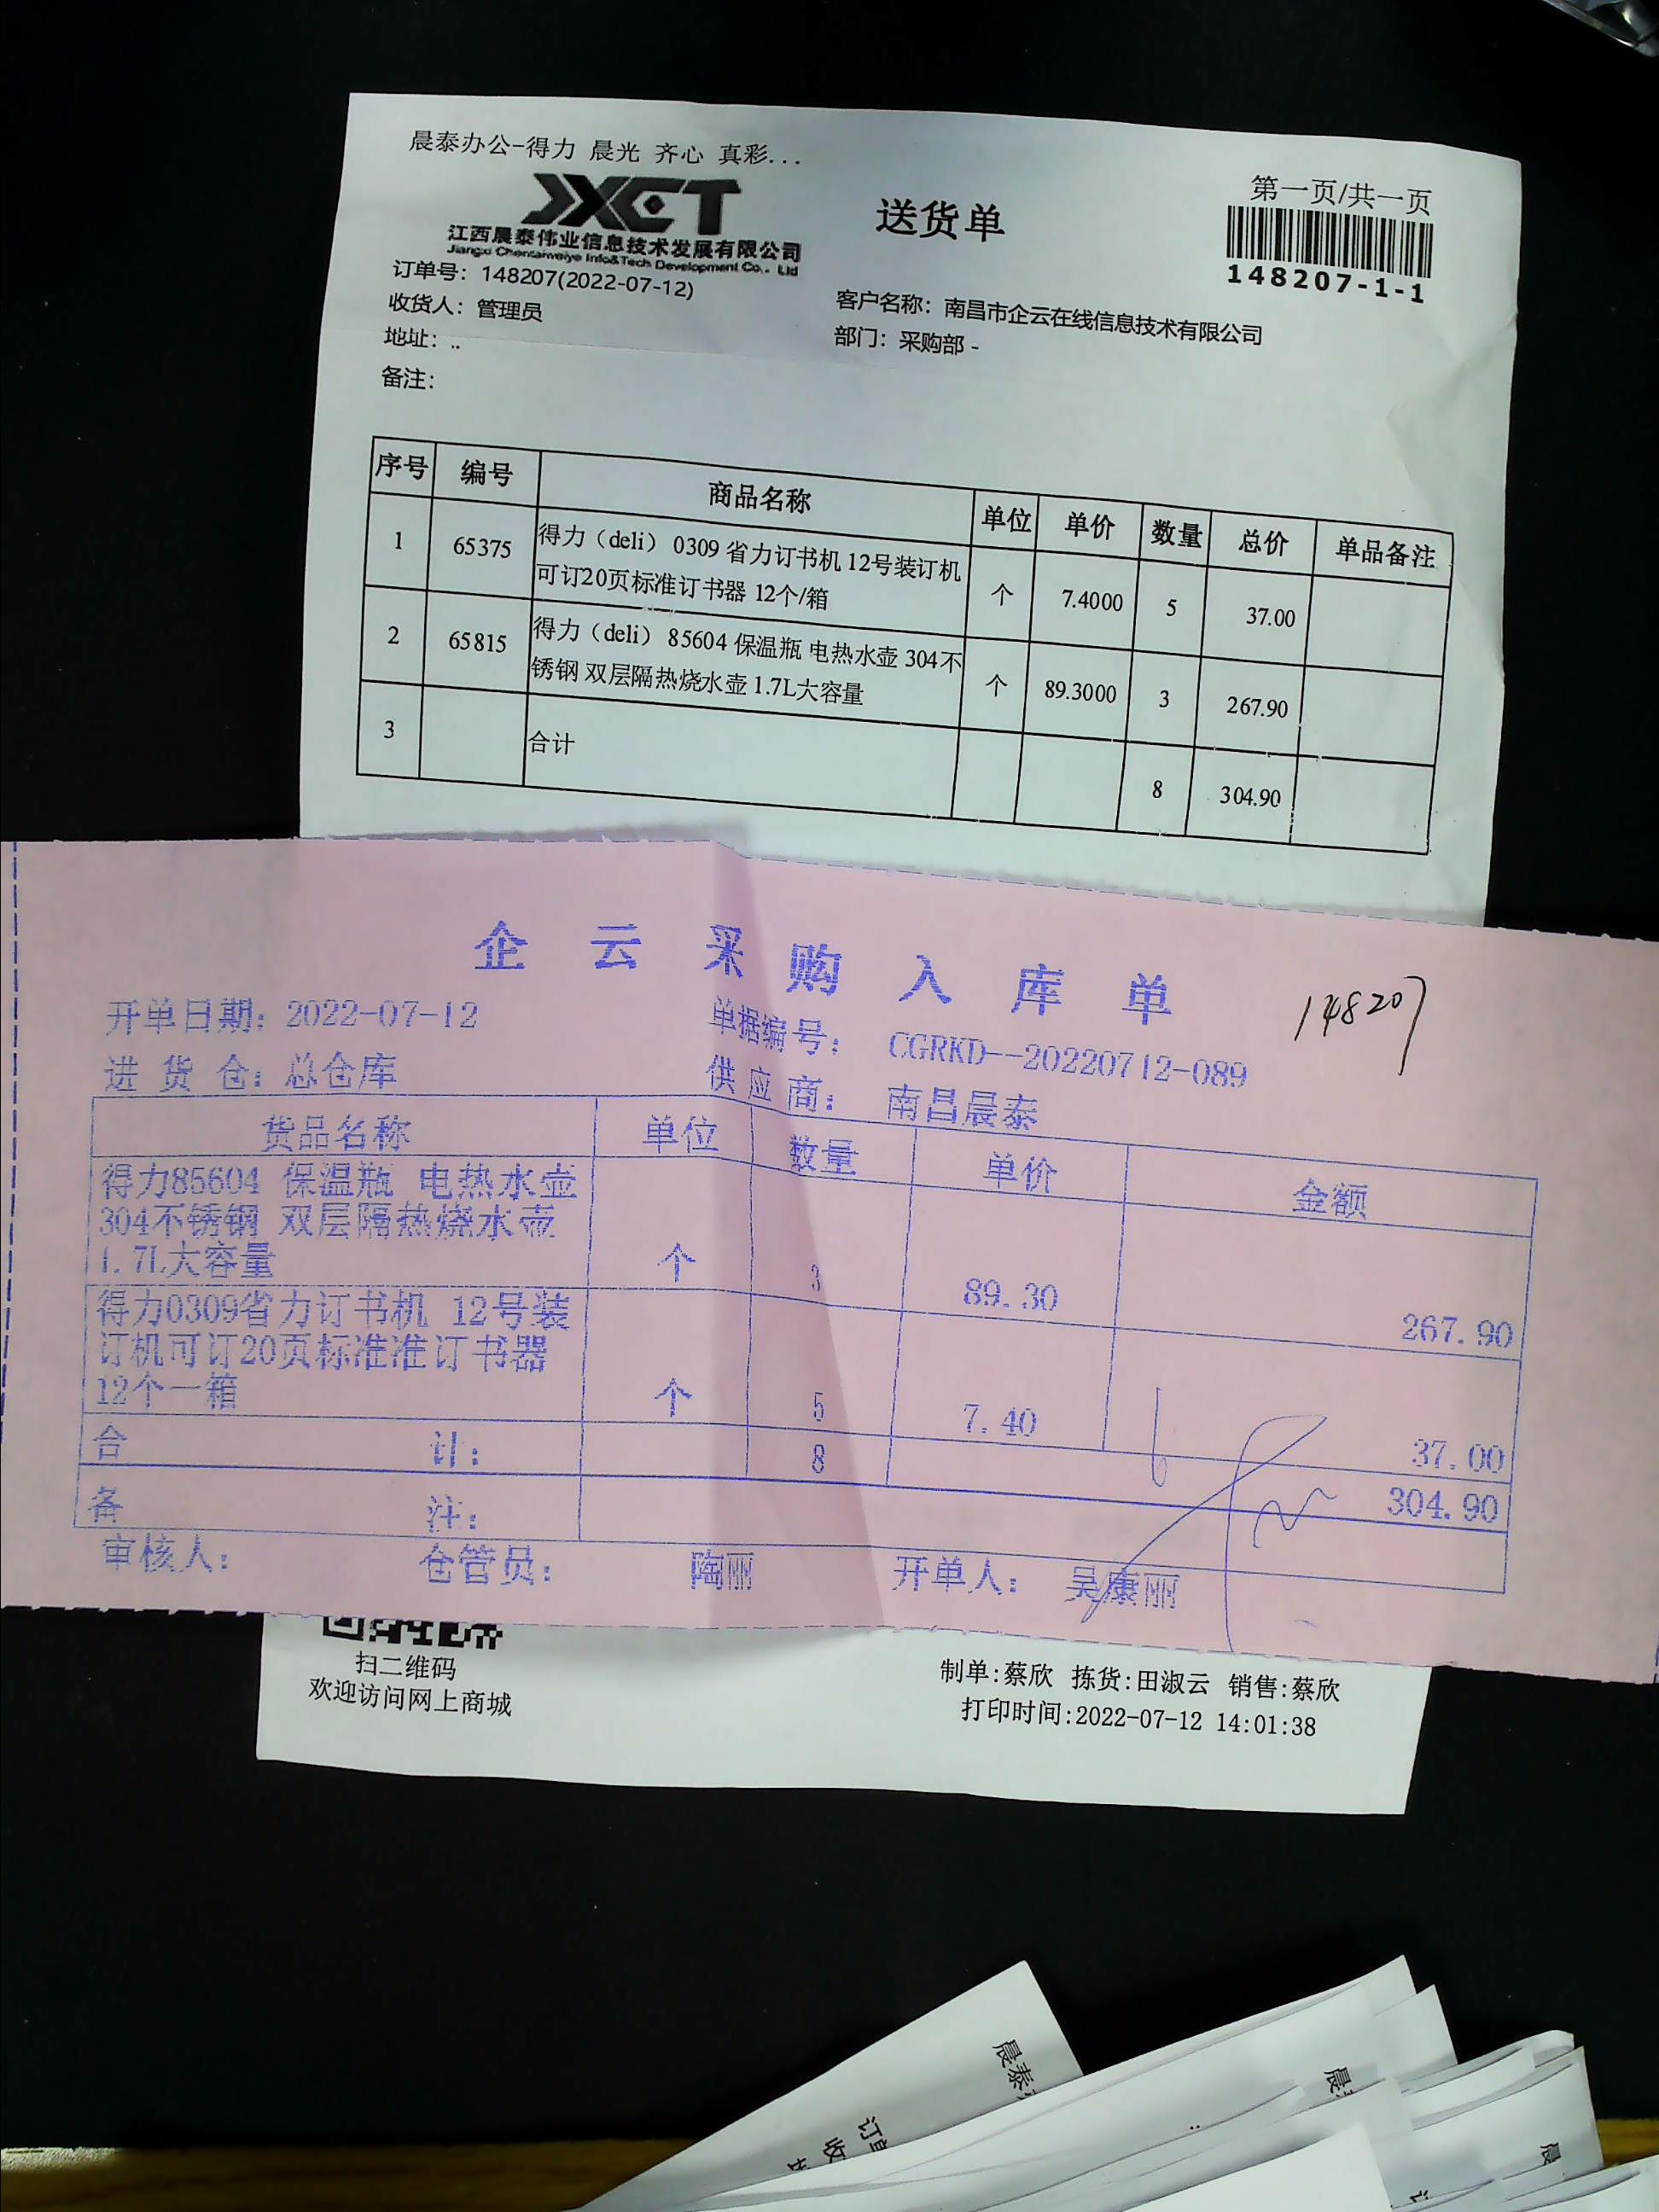 晨泰办公-得力 晨光 齐心 真彩...
JXCT
江西晨泰伟业信息技术发展有限公司
Jiangxi Chentaiweiye Info&Tech Development Co., Ltd
送货单
第一页/共一页
148207-1-1
订单号：148207(2022-07-12)
收货人：管理员
客户名称：南昌市企云在线信息技术有限公司
地址：..
部门：采购部 -
备注：
序号 编号 商品名称 单位 单价 数量 总价 单品备注
1 65375 得力（deli） 0309 省力订书机 12号装订机 个 7.4000 5 37.00
可订20页标准订书器 12个/箱
2 65815 得力（deli） 85604 保温瓶 电热水壶 304不 个 89.3000 3 267.90
锈钢 双层隔热烧水壶 1.7L大容量
3 合计 8 304.90
企云采购入库单
148207
开单日期：2022-07-12
单据编号：CGRKD--20220712-089
进货仓：总仓库
供应商：南昌晨泰
货品名称 单位 数量 单价 金额
得力85604 保温瓶 电热水壶
304不锈钢 双层隔热烧水壶
1.7L大容量 个 3 89.30 267.90
得力0309省力订书机 12号装
订机可订20页标准准订书器
12个一箱 个 5 7.40 37.00
合计： 8 304.90
备注：
审核人： 仓管员： 陶丽 开单人： 吴康丽
扫二维码
欢迎访问网上商城
制单:蔡欣 拣货:田淑云 销售:蔡欣
打印时间:2022-07-12 14:01:38
晨泰
订
收
晨
晨